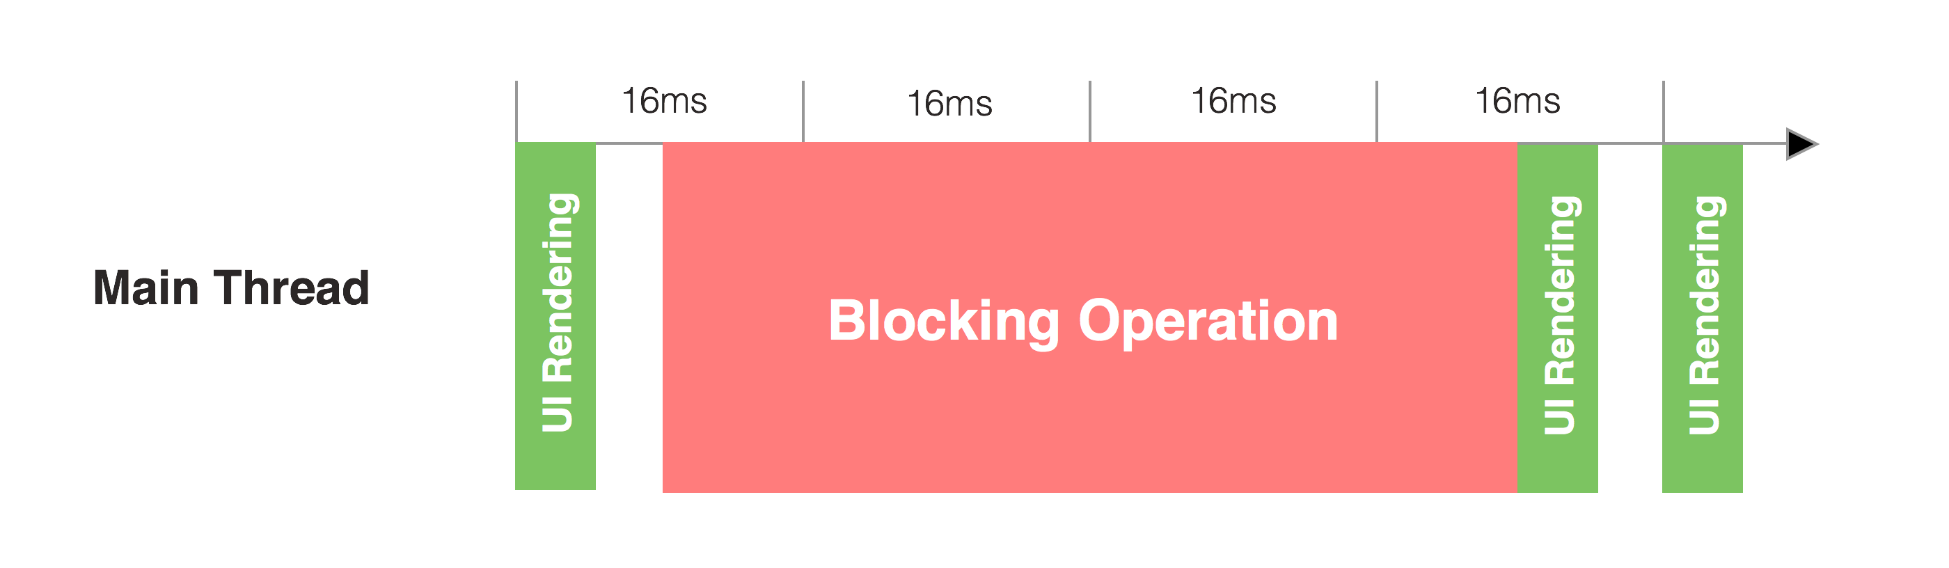 16ms
16ms
16ms
16ms
Main Thread
UI Rendering
Blocking Operation
UI Rendering
UI Rendering